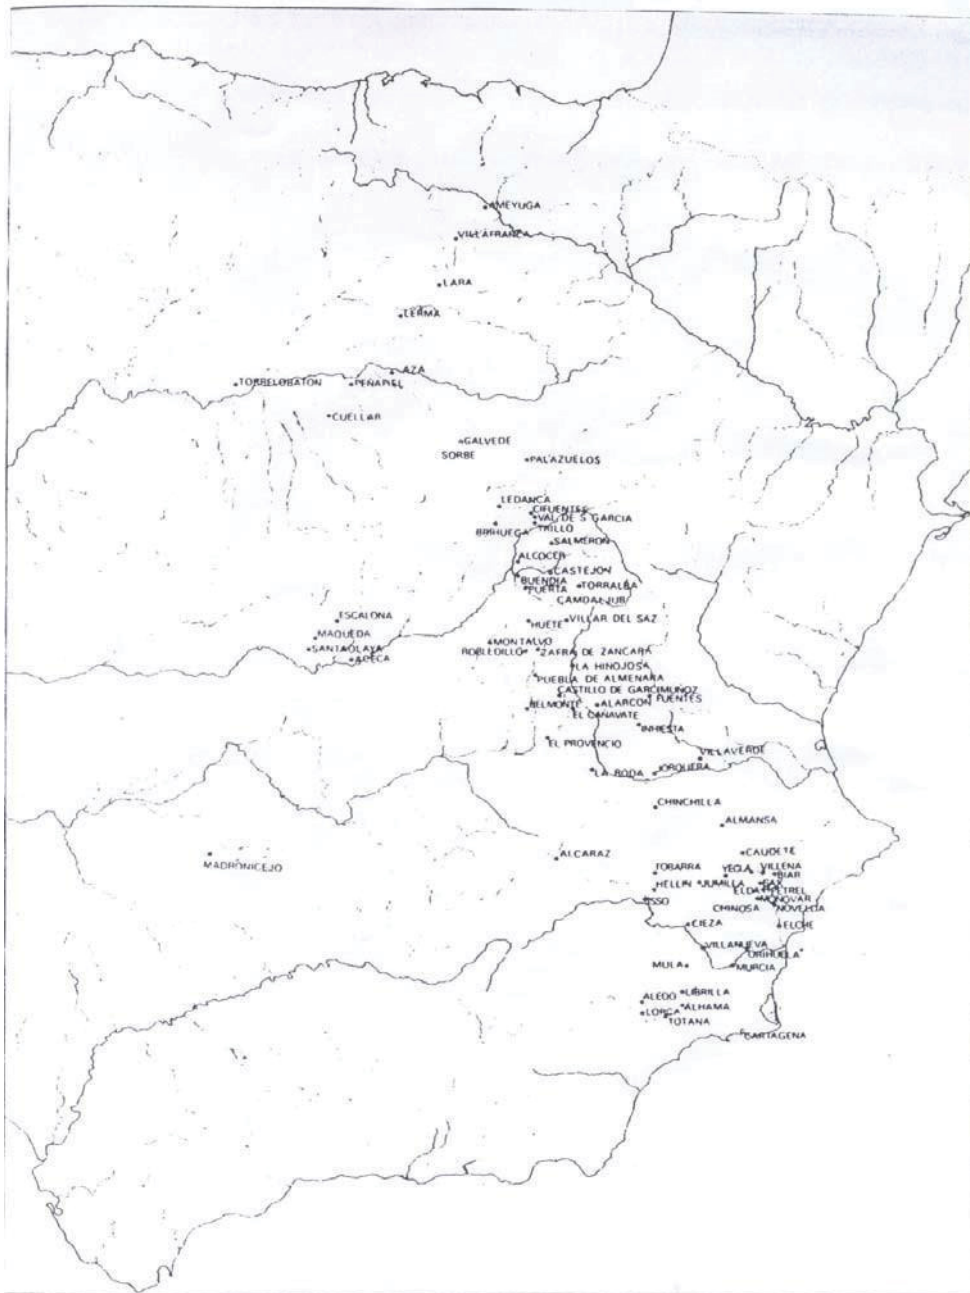 AMEYUGA
VILLAFRANCA
LARA
LERMA
AZA
TORRELOBATON
PEÑAFIEL
CUELLAR
GALVEDE
SORBE
PALAZUELOS
LEDANCA
CIFUENTES
VAL DE S GARCIA
BRIHUEGA
TRILLO
SALMERON
ALCOCER
CASTEJON
BUENDIA
PUERTA
TORRALBA
CAMDALJUB
ESCALONA
HUETE
VILLAR DEL SAZ
MAQUEDA
MONTALVO
SANTAOLAYA
ROBLEDILLO
ZAFRA DE ZANCARA
LA HINOJOSA
PUEBLA DE ALMENARA
CASTILLO DE GARCIMUÑOZ
FUENTES
BELMONTE
ALARCON
EL CAÑAVATE
INIESTA
EL PROVENCIO
VILLAVERDE
LA RODA
JORQUERA
CHINCHILLA
ALMANSA
CAUDETE
MADRONICEJO
ALCARAZ
TOBARRA
YECLA
VILLENA
BIAR
HELLIN
JUMILLA
SAX
ELDA
PETREL
ISSO
MONOVAR
CHINOSA
NOVELDA
CIEZA
ELCHE
VILLANUEVA
ORIHUELA
MULA
MURCIA
LIBRILLA
ALEDO
ALHAMA
LORCA
TOTANA
CARTAGENA